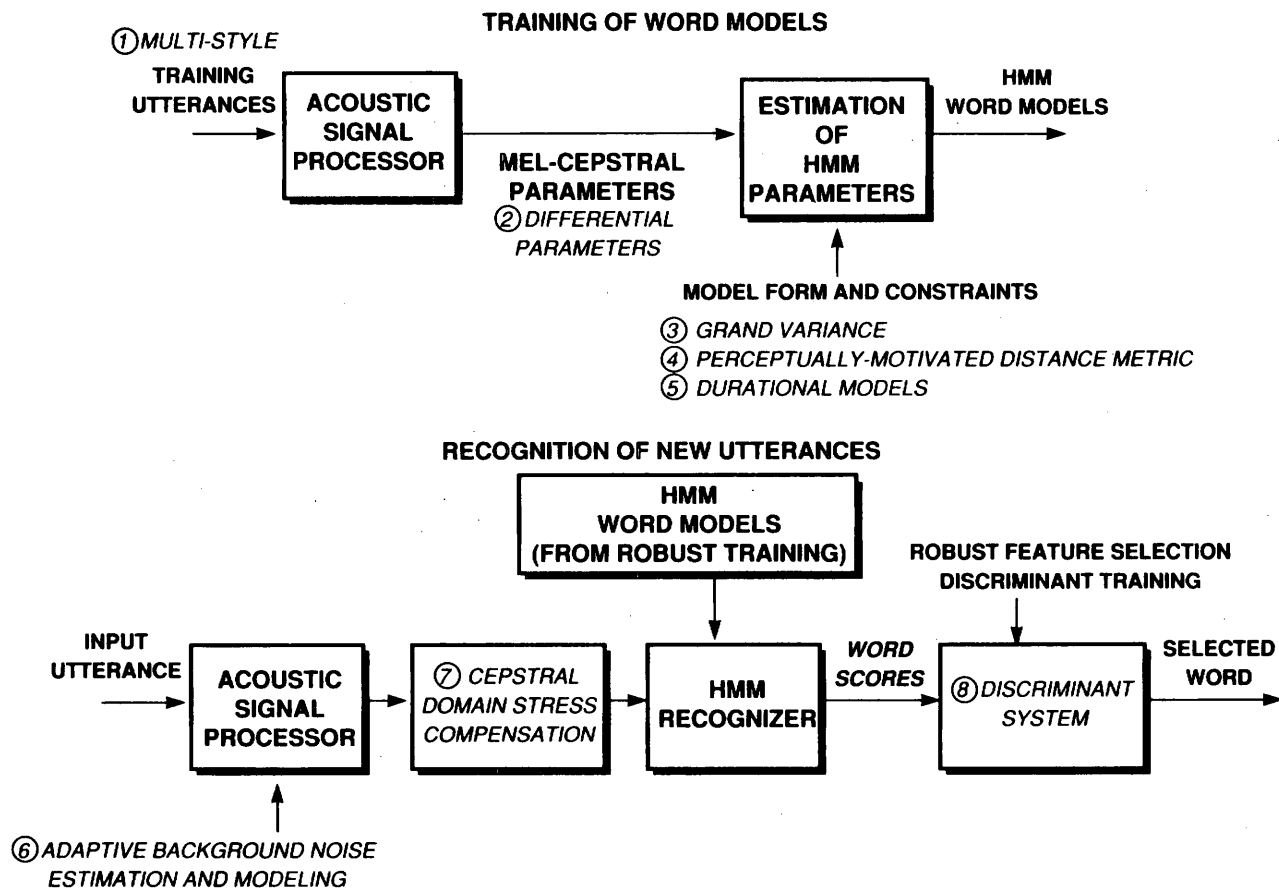 TRAINING OF WORD MODELS
① MULTI-STYLE
TRAINING
UTTERANCES
ACOUSTIC
SIGNAL
PROCESSOR
MEL-CEPSTRAL
PARAMETERS
② DIFFERENTIAL
PARAMETERS
ESTIMATION
OF
HMM
PARAMETERS
HMM
WORD MODELS
MODEL FORM AND CONSTRAINTS
③ GRAND VARIANCE
④ PERCEPTUALLY-MOTIVATED DISTANCE METRIC
⑤ DURATIONAL MODELS
RECOGNITION OF NEW UTTERANCES
HMM
WORD MODELS
(FROM ROBUST TRAINING)
ROBUST FEATURE SELECTION
DISCRIMINANT TRAINING
INPUT
UTTERANCE
ACOUSTIC
SIGNAL
PROCESSOR
⑦ CEPSTRAL
DOMAIN STRESS
COMPENSATION
HMM
RECOGNIZER
WORD
SCORES
⑧ DISCRIMINANT
SYSTEM
SELECTED
WORD
⑥ ADAPTIVE BACKGROUND NOISE
ESTIMATION AND MODELING